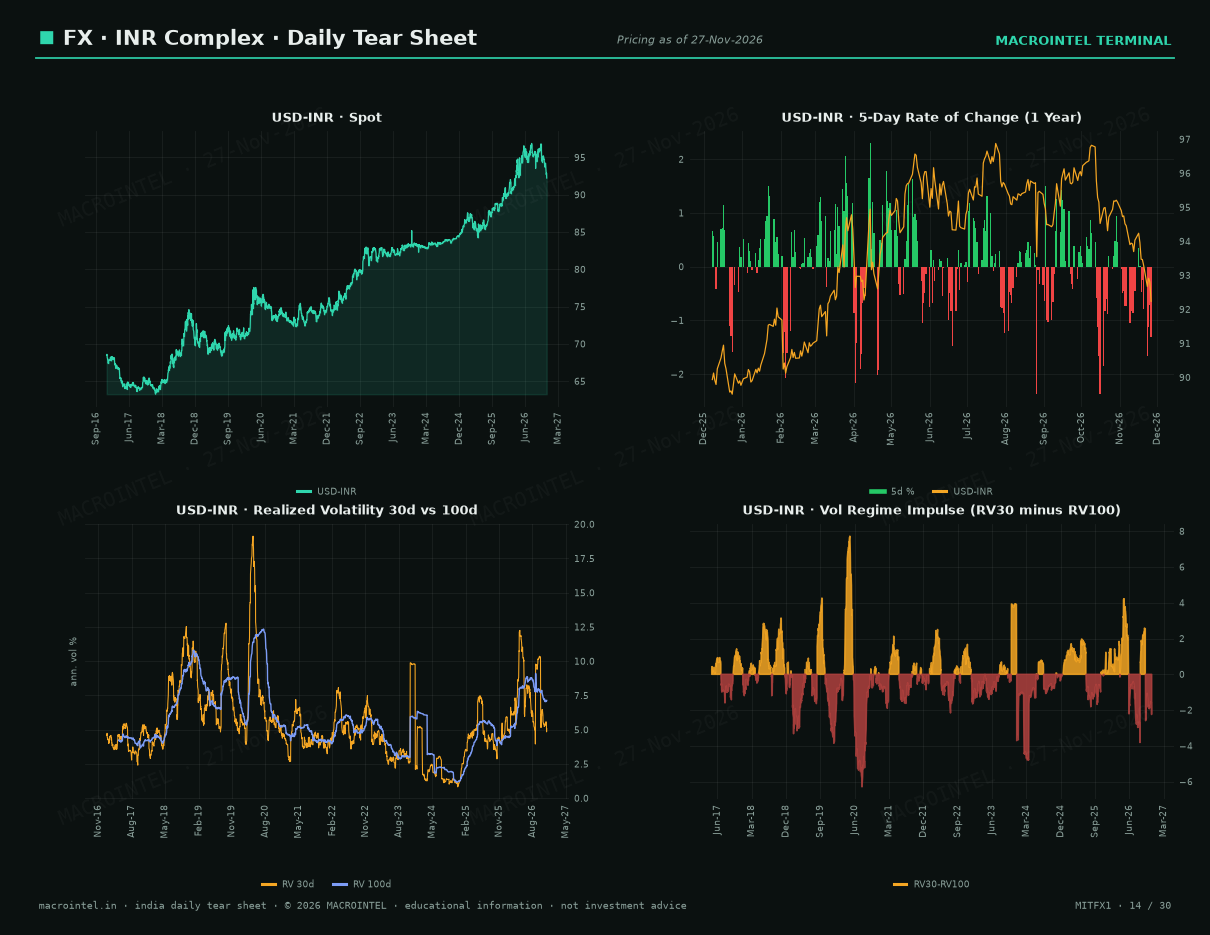 FX · INR Complex · Daily Tear Sheet
Pricing as of 27-Nov-2026
MACROINTEL TERMINAL
USD-INR · Spot
95
90
85
80
75
70
65
Sep-16 Jun-17 Mar-18 Dec-18 Sep-19 Jun-20 Mar-21 Dec-21 Sep-22 Jun-23 Mar-24 Dec-24 Sep-25 Jun-26 Mar-27
USD-INR
USD-INR · 5-Day Rate of Change (1 Year)
2
1
0
−1
−2
97
96
95
94
93
92
91
90
Dec-25 Jan-26 Feb-26 Mar-26 Apr-26 May-26 Jun-26 Jul-26 Aug-26 Sep-26 Oct-26 Nov-26 Dec-26
5d % USD-INR
USD-INR · Realized Volatility 30d vs 100d
ann. vol %
20.0
17.5
15.0
12.5
10.0
7.5
5.0
2.5
0.0
Nov-16 Aug-17 May-18 Feb-19 Nov-19 Aug-20 May-21 Feb-22 Nov-22 Aug-23 May-24 Feb-25 Nov-25 Aug-26 May-27
RV 30d RV 100d
USD-INR · Vol Regime Impulse (RV30 minus RV100)
8
6
4
2
0
−2
−4
−6
Jun-17 Mar-18 Dec-18 Sep-19 Jun-20 Mar-21 Dec-21 Sep-22 Jun-23 Mar-24 Dec-24 Sep-25 Jun-26 Mar-27
RV30-RV100
MACROINTEL · 27-Nov-2026
macrointel.in · india daily tear sheet · © 2026 MACROINTEL · educational information · not investment advice
MITFX1 · 14 / 30